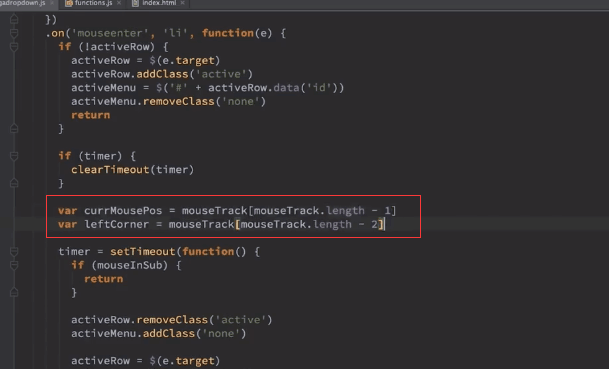 gadropdown.js × functions.js × index.html ×
})
.on('mouseenter', 'li', function(e) {
if (!activeRow) {
activeRow = $(e.target)
activeRow.addClass('active')
activeMenu = $('#' + activeRow.data('id'))
activeMenu.removeClass('none')
return
}
if (timer) {
clearTimeout(timer)
}
var currMousePos = mouseTrack[mouseTrack.length - 1]
var leftCorner = mouseTrack[mouseTrack.length - 2]
timer = setTimeout(function() {
if (mouseInSub) {
return
}
activeRow.removeClass('active')
activeMenu.addClass('none')
activeRow = $(e.target)